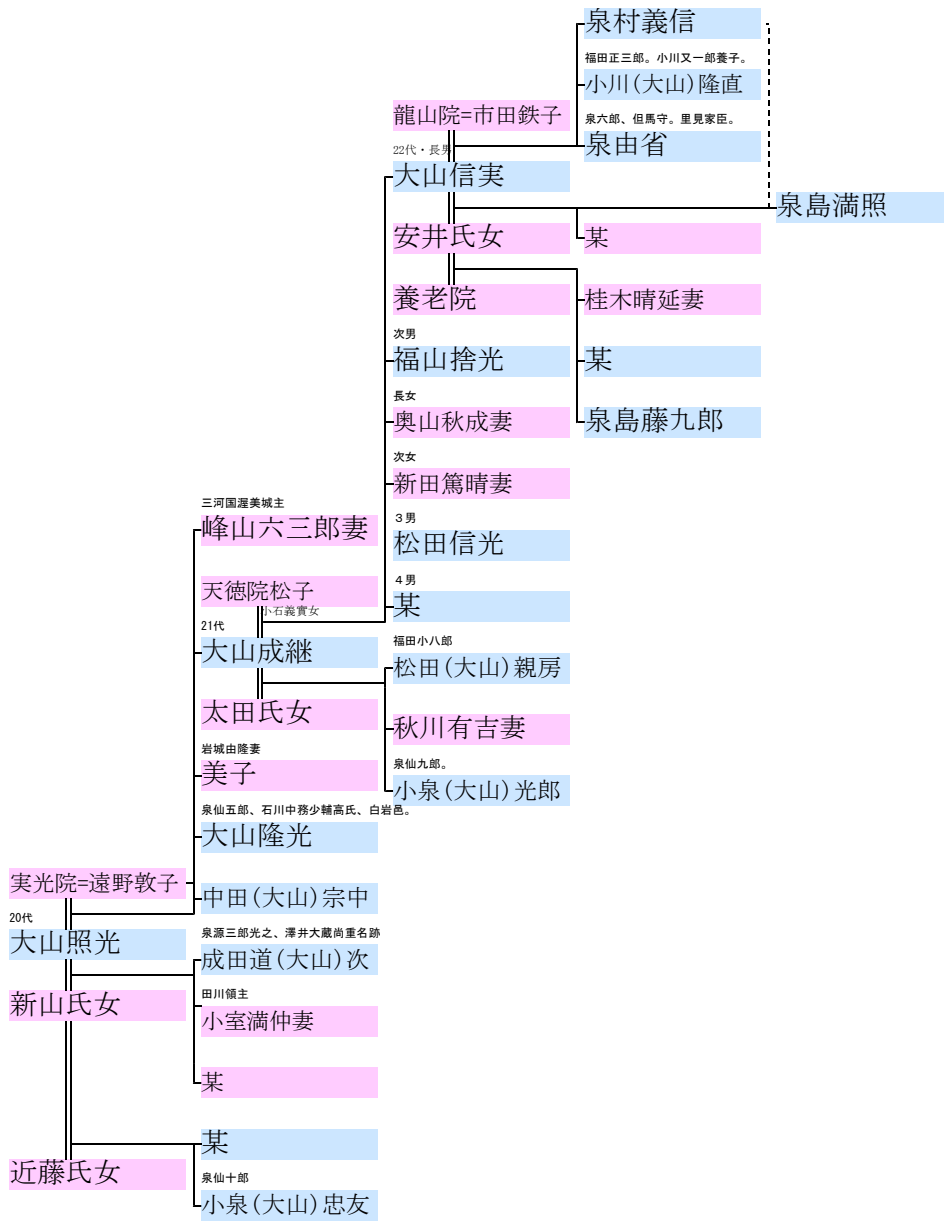 泉村義信
福田正三郎。小川又一郎養子。
小川(大山)隆直
泉六郎、但馬守。里見家臣。
泉由省
泉島満照
龍山院=市田鉄子
22代・長男
大山信実
安井氏女
某
養老院
桂木晴延妻
次男
福山捨光
某
長女
奥山秋成妻
泉島藤九郎
次女
新田篤晴妻
3男
松田信光
4男
某
三河国渥美城主
峰山六三郎妻
天徳院松子
小石義實女
21代
大山成継
太田氏女
福田小八郎
松田(大山)親房
秋川有吉妻
泉仙九郎。
小泉(大山)光郎
岩城由隆妻
美子
泉仙五郎、石川中務少輔高氏、白岩邑。
大山隆光
実光院=遠野敦子
中田(大山)宗中
20代
大山照光
泉源三郎光之、澤井大蔵尚重名跡
成田道(大山)次
新山氏女
田川領主
小室満仲妻
某
某
近藤氏女
泉仙十郎
小泉(大山)忠友